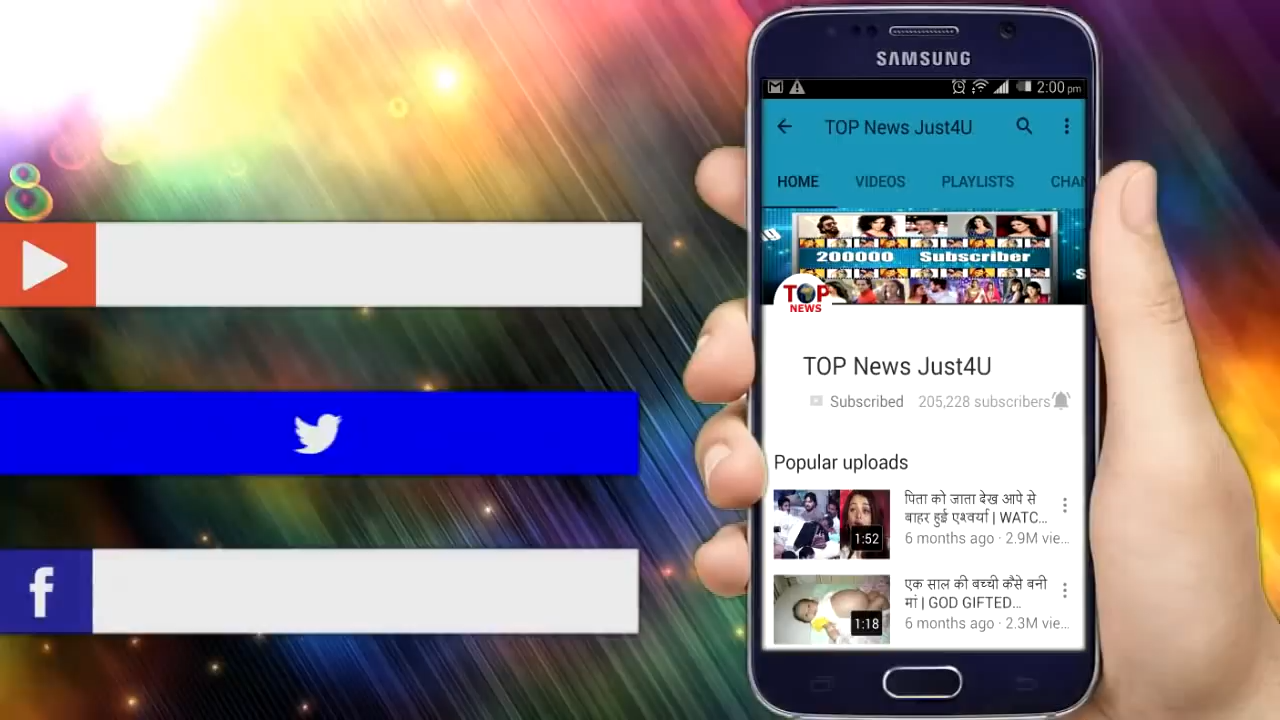 SAMSUNG
2:00 pm
TOP News Just4U
HOME VIDEOS PLAYLISTS CHAN
200000 Subscriber
TOP
NEWS
TOP News Just4U
Subscribed 205,228 subscribers
Popular uploads
पिता को जाता देख आपे से
बाहर हुई एश्वर्या | WATC...
6 months ago · 2.9M vie...
1:52
एक साल की बच्ची कैसे बनी
मां | GOD GIFTED...
6 months ago · 2.3M vie...
1:18